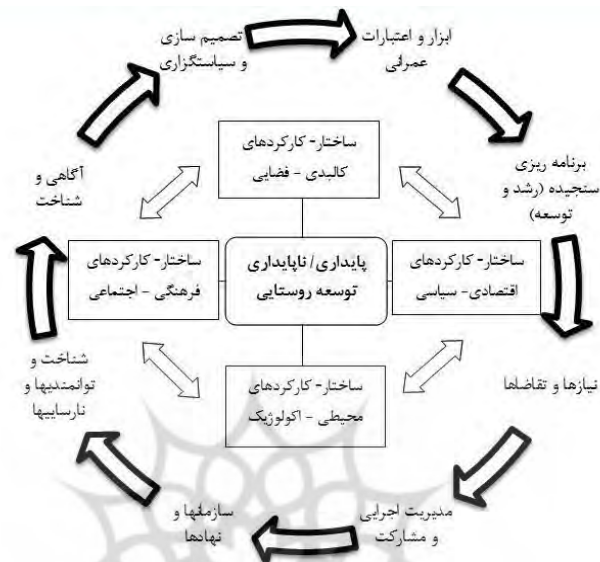 ابزار و اعتبارات
عمرانی
تصمیم سازی
و سیاستگزاری
ساختار- کارکردهای
کالبدی - فضایی
برنامه ریزی
سنجیده (رشد و
توسعه)
آگاهی و
شناخت
ساختار- کارکردهای
اقتصادی- سیاسی
پایداری/ ناپایداری
توسعه روستایی
ساختار- کارکردهای
فرهنگی - اجتماعی
نیازها و تقاضاها
ساختار- کارکردهای
محیطی - اکولوژیک
شناخت و
توانمندیها و
نارساییها
مدیریت اجرایی
و مشارکت
سازمانها و
نهادها